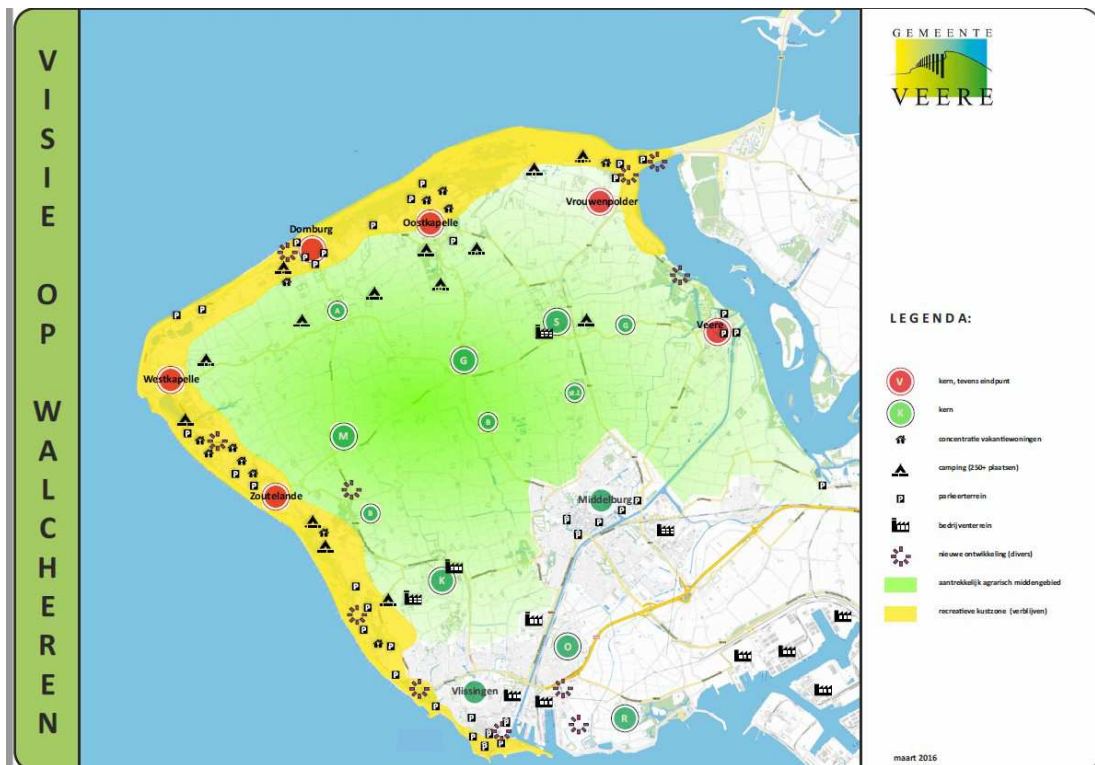 VISIE OP WALCHEREN
GEMEENTE
VEERE
Vrouwenpolder
Oostkapelle
Domburg
A
S
G
Veere
G
Westkapelle
B
M
Zoutelande
Middelburg
B
K
O
Vlissingen
R
LEGENDA:
V kern, tevens eindpunt
K kern
concentratie vakantiewoningen
camping (250+ plaatsen)
P parkeerterrein
bedrijventerrein
nieuwe ontwikkeling (divers)
aantrekkelijk agrarisch middengebied
recreatieve kustzone (verblijven)
maart 2016